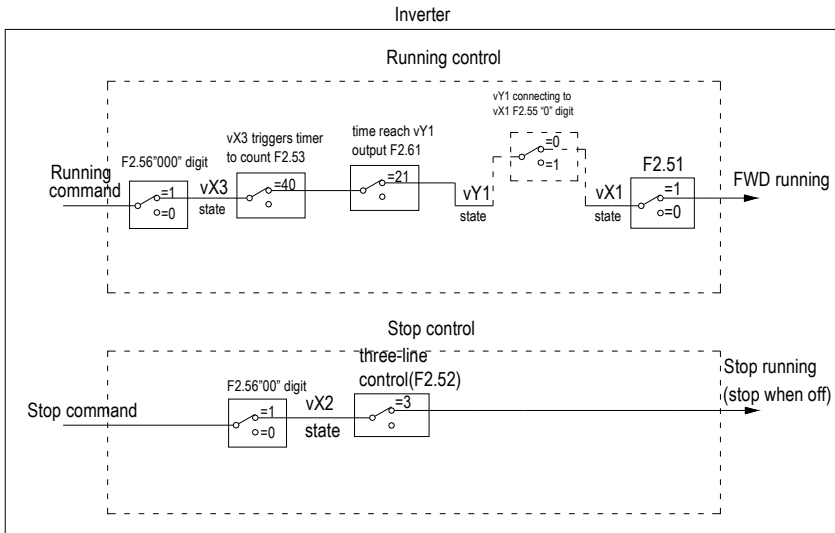 Inverter
Running control
vY1 connecting to
vX1 F2.55 “0” digit
vX3 triggers timer
to count F2.53
time reach vY1
output F2.61
F2.56"000" digit
Running
command
=1
=0
vX3
state
=40
=21
vY1
state
=0
=1
vX1
state
F2.51
=1
=0
FWD running
Stop control
three-line
control(F2.52)
F2.56"00" digit
Stop command
=1
=0
vX2
state
=3
Stop running
(stop when off)